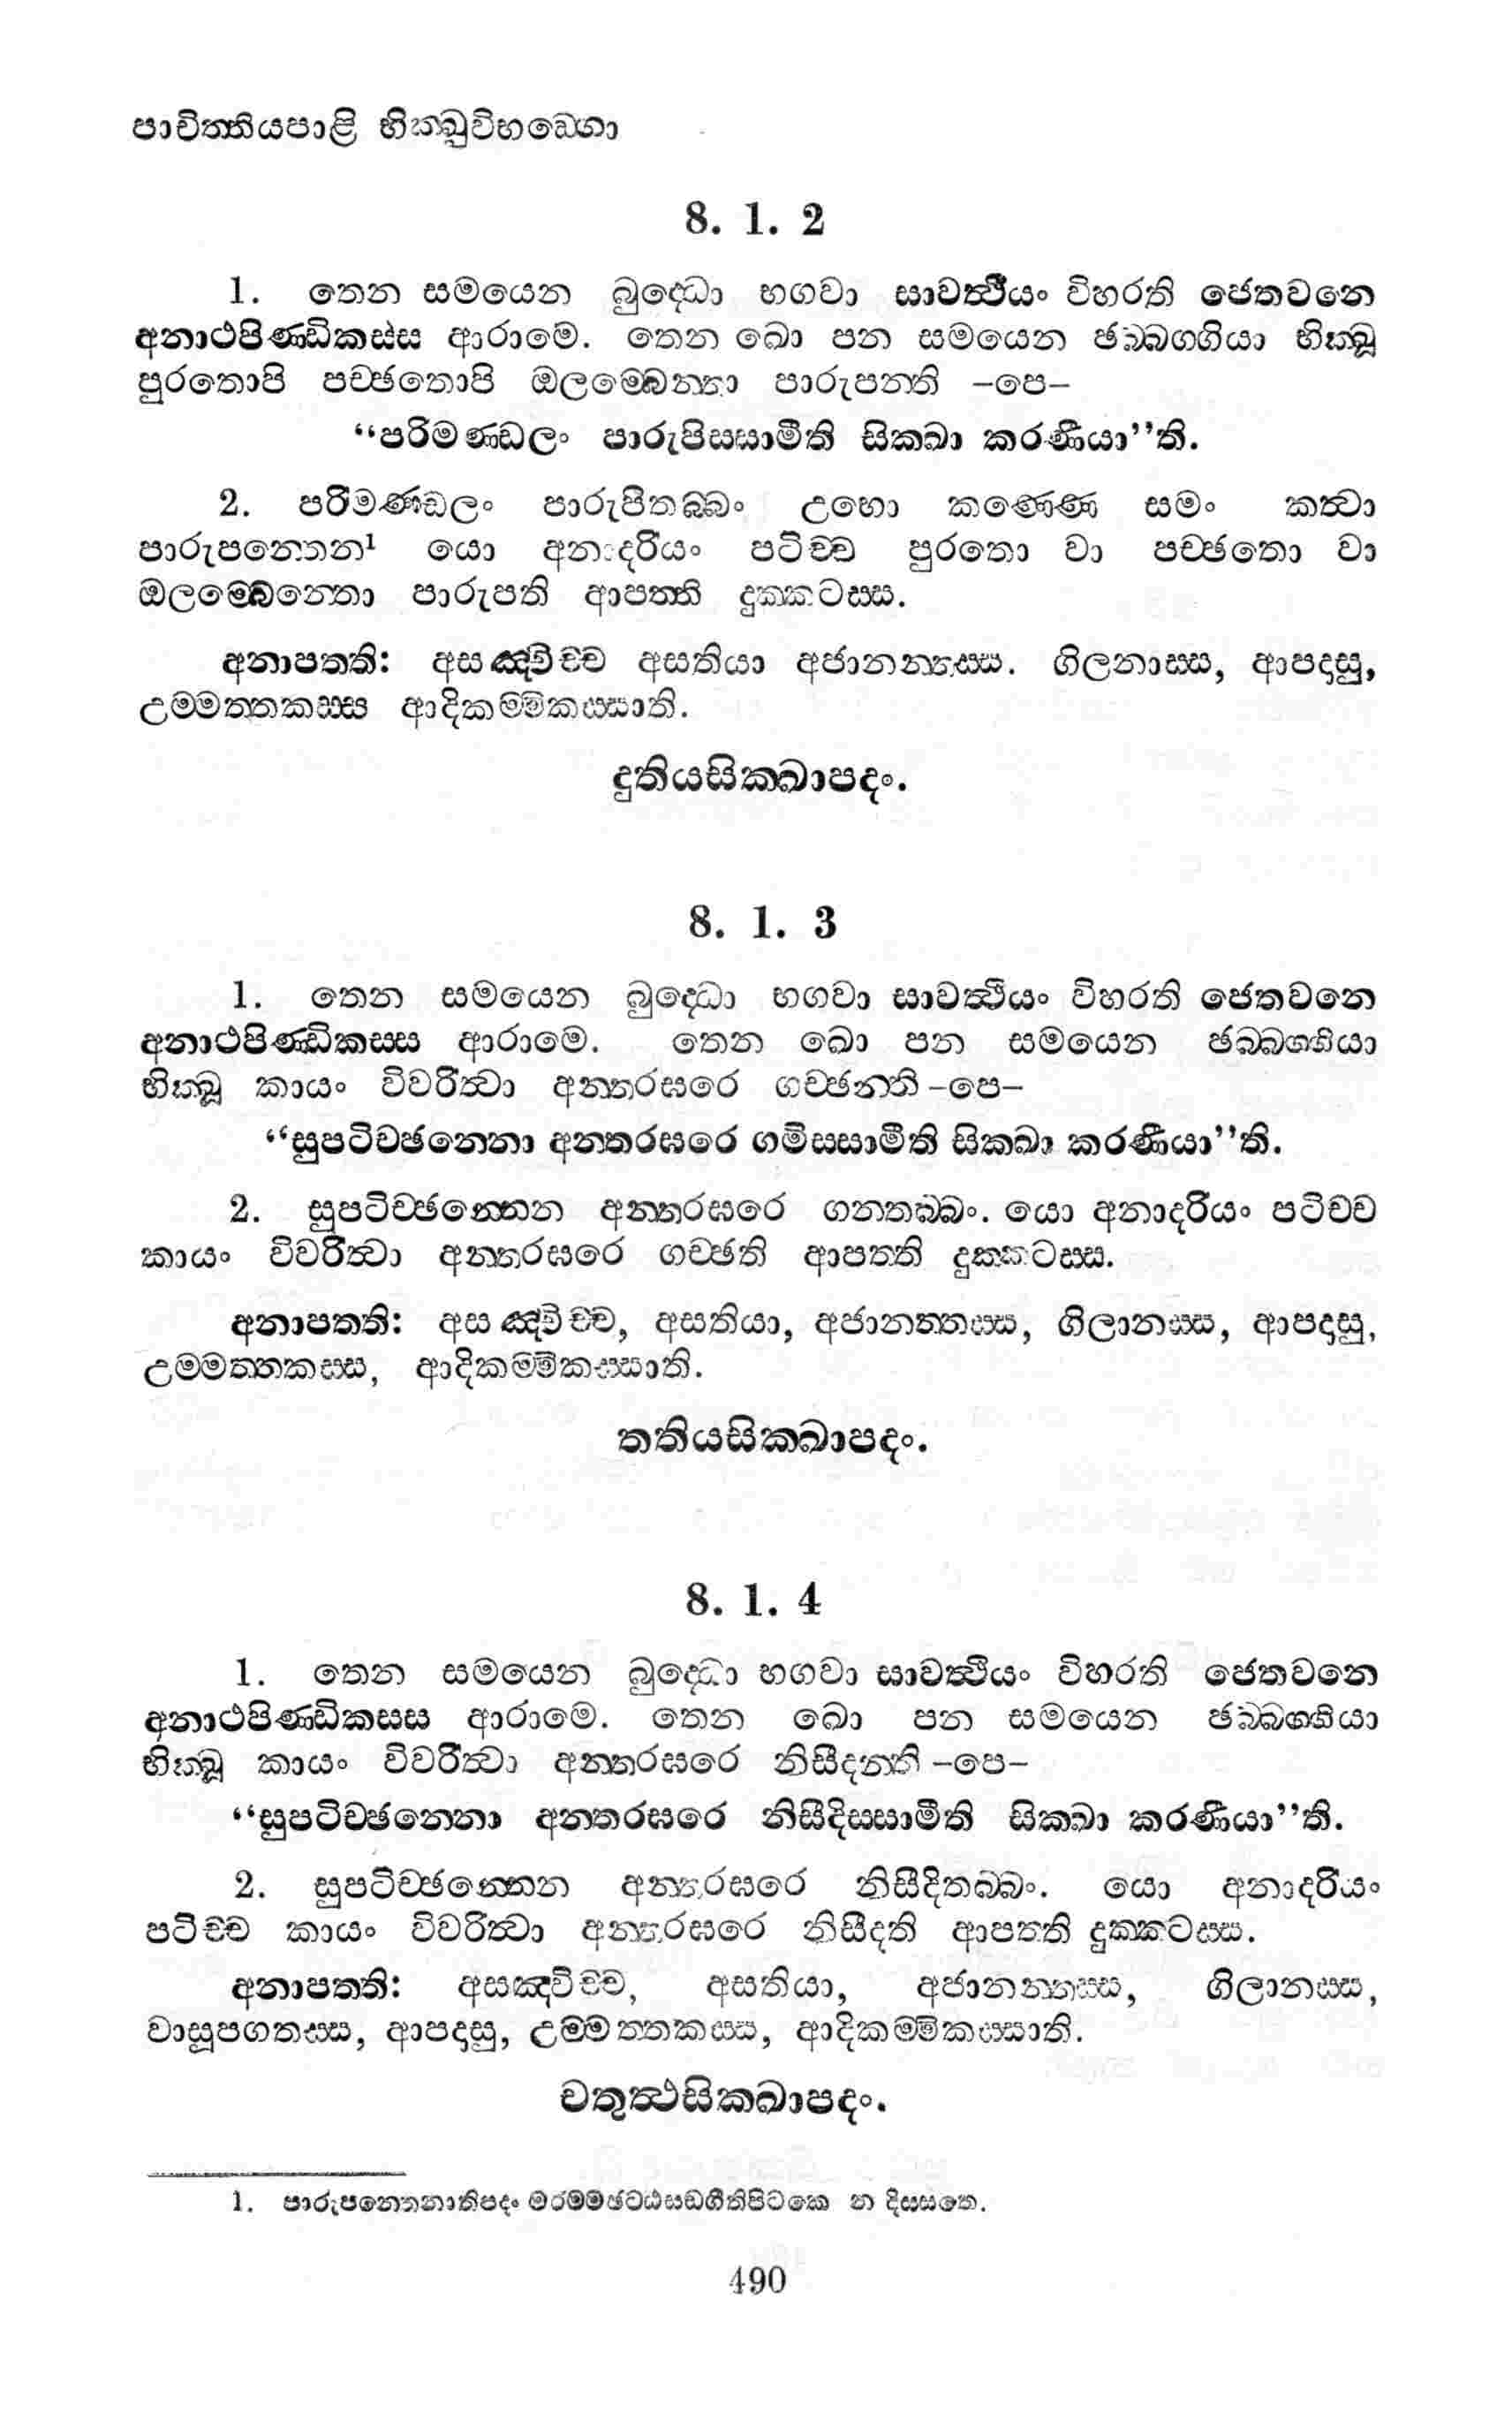 පාචිත්තියපාළි භික්ඛුවිභඞ්ගො
8. 1. 2
1. තෙන සමයෙන බුද්ධො භගවා සාවත්ථියං විහරති ජෙතවනෙ
අනාථපිණ්ඩිකස්ස ආරාමෙ. තෙන ඛො පන සමයෙන ඡබ්බග්ගියා භික්ඛූ
පුරතොපි පච්ඡතොපි ඔලම්බෙන්තා පාරුපන්ති –පෙ–
“පරිමණ්ඩලං පාරුපිස්සාමීති සික්ඛා කරණීයා”ති.
2. පරිමණ්ඩලං පාරුපිතබ්බං උභො කණ්ණෙ සමං කත්වා
පාරුපන්තෙන¹ යො අනාදරියං පටිච්ච පුරතො වා පච්ඡතො වා
ඔලම්බෙන්තො පාරුපති ආපත්ති දුක්කටස්ස.
අනාපත්ති: අසඤ්චිච්ච අසතියා අජානන්තස්ස. ගිලනාස්ස, ආපදාසු,
උම්මත්තකස්ස ආදිකම්මිකස්සාති.
දුතියසික්ඛාපදං.
8. 1. 3
1. තෙන සමයෙන බුද්ධො භගවා සාවත්ථියං විහරති ජෙතවනෙ
අනාථපිණ්ඩිකස්ස ආරාමෙ. තෙන ඛො පන සමයෙන ඡබ්බග්ගියා
භික්ඛූ කායං විවරිත්වා අන්තරඝරෙ ගච්ඡන්ති –පෙ–
“සුපටිච්ඡන්නො අන්තරඝරෙ ගමිස්සාමීති සික්ඛා කරණීයා”ති.
2. සුපටිච්ඡන්නෙන අන්තරඝරෙ ගන්තබ්බං. යො අනාදරියං පටිච්ච
කායං විවරිත්වා අන්තරඝරෙ ගච්ඡති ආපත්ති දුක්කටස්ස.
අනාපත්ති: අසඤ්චිච්ච, අසතියා, අජානන්තස්ස, ගිලානස්ස, ආපදාසු,
උම්මත්තකස්ස, ආදිකම්මිකස්සාති.
තතියසික්ඛාපදං.
8. 1. 4
1. තෙන සමයෙන බුද්ධො භගවා සාවත්ථියං විහරති ජෙතවනෙ
අනාථපිණ්ඩිකස්ස ආරාමෙ. තෙන ඛො පන සමයෙන ඡබ්බග්ගියා
භික්ඛූ කායං විවරිත්වා අන්තරඝරෙ නිසීදන්ති –පෙ–
“සුපටිච්ඡන්නො අන්තරඝරෙ නිසීදිස්සාමීති සික්ඛා කරණීයා”ති.
2. සුපටිච්ඡන්නෙන අන්තරඝරෙ නිසීදිතබ්බං. යො අනාදරියං
පටිච්ච කායං විවරිත්වා අන්තරඝරෙ නිසීදති ආපත්ති දුක්කටස්ස.
අනාපත්ති: අසඤ්චිච්ච, අසතියා, අජානන්තස්ස, ගිලානස්ස,
වාසූපගතස්ස, ආපදාසු, උම්මත්තකස්ස, ආදිකම්මිකස්සාති.
චතුත්ථසික්ඛාපදං.
1. පාරුපන්තෙනාතිපදං මරම්මඡට්ඨසඞ්ගීතිපිටකෙ න දිස්සතෙ.
490